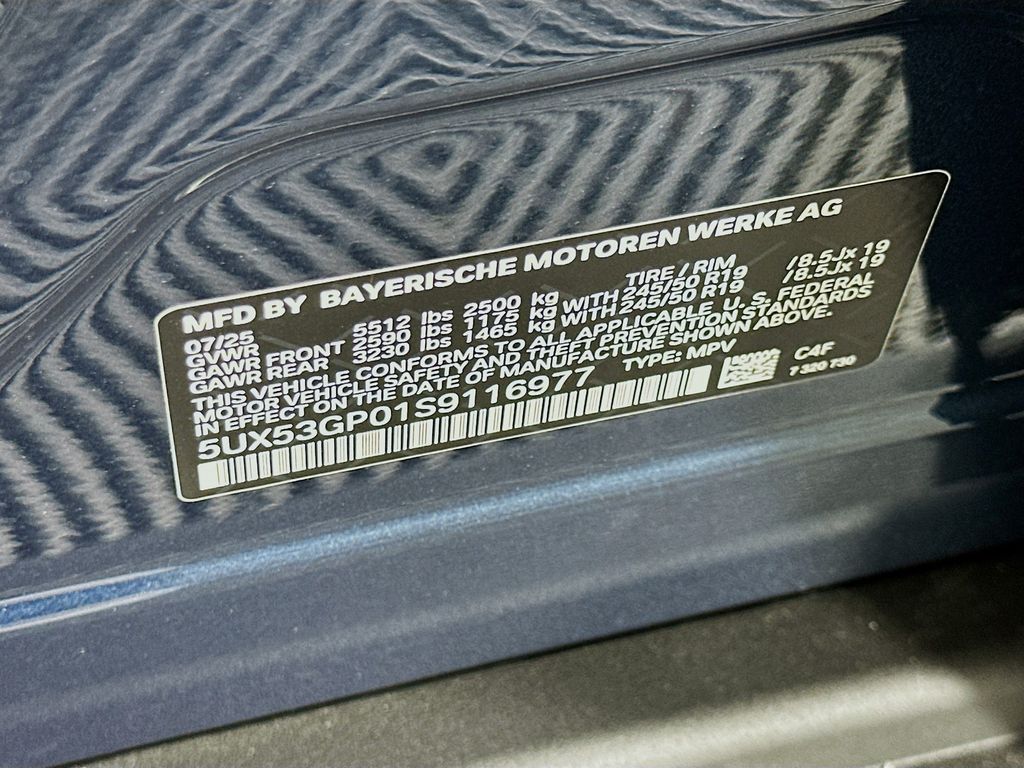 MFD BY BAYERISCHE MOTOREN WERKE AG
07/25 TIRE / RIM
GVWR 5512 lbs 2500 kg
GAWR FRONT 2590 lbs 1175 kg WITH 245/50 R19 /8.5Jx 19
GAWR REAR 3230 lbs 1465 kg WITH 245/50 R19 /8.5Jx 19
THIS VEHICLE CONFORMS TO ALL APPLICABLE U. S. FEDERAL
MOTOR VEHICLE SAFETY AND THEFT PREVENTION STANDARDS
IN EFFECT ON THE DATE OF MANUFACTURE SHOWN ABOVE.
5UX53GP01S9116977 TYPE: MPV C4F
7 320 730